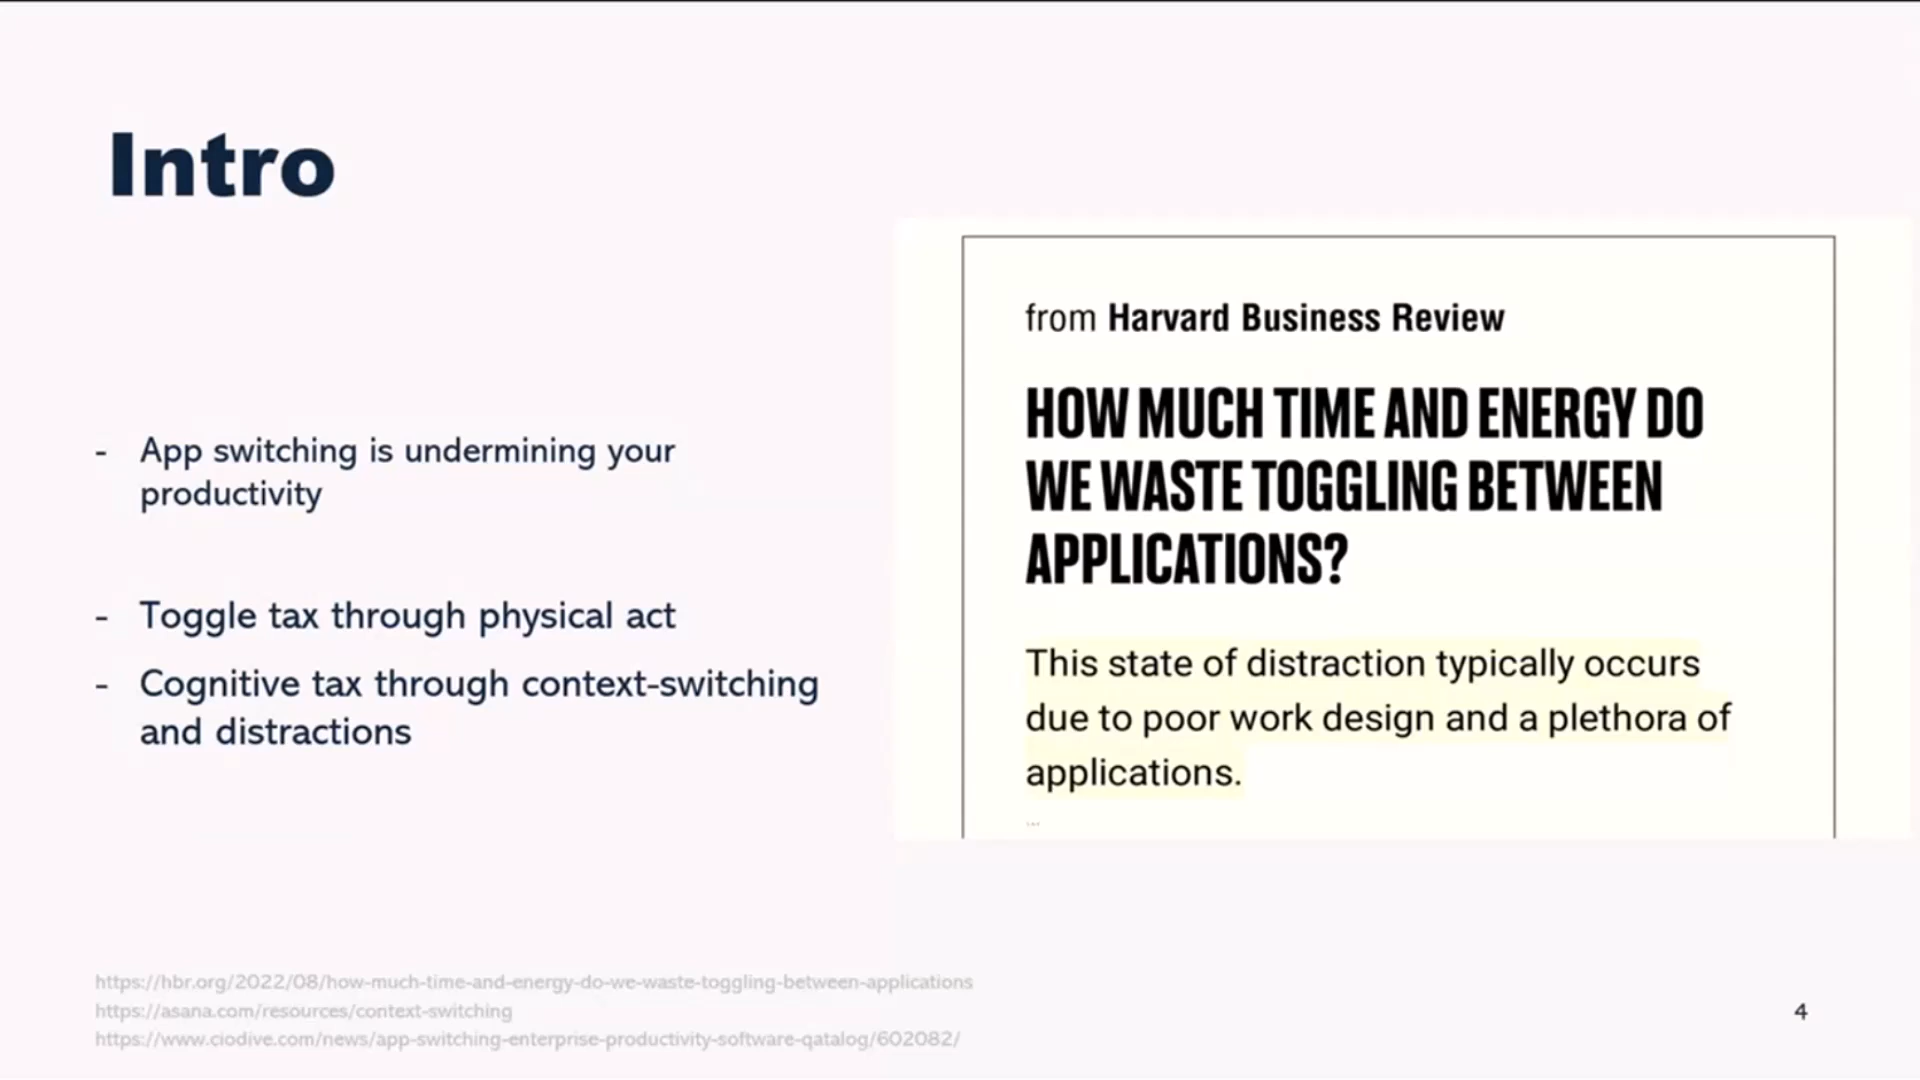 Intro
- App switching is undermining your
productivity
- Toggle tax through physical act
- Cognitive tax through context-switching
and distractions
from Harvard Business Review
HOW MUCH TIME AND ENERGY DO
WE WASTE TOGGLING BETWEEN
APPLICATIONS?
This state of distraction typically occurs
due to poor work design and a plethora of
applications.
...
https://hbr.org/2022/08/how-much-time-and-energy-do-we-waste-toggling-between-applications
https://asana.com/resources/context-switching
https://www.ciodive.com/news/app-switching-enterprise-productivity-software-qatalog/602082/
4